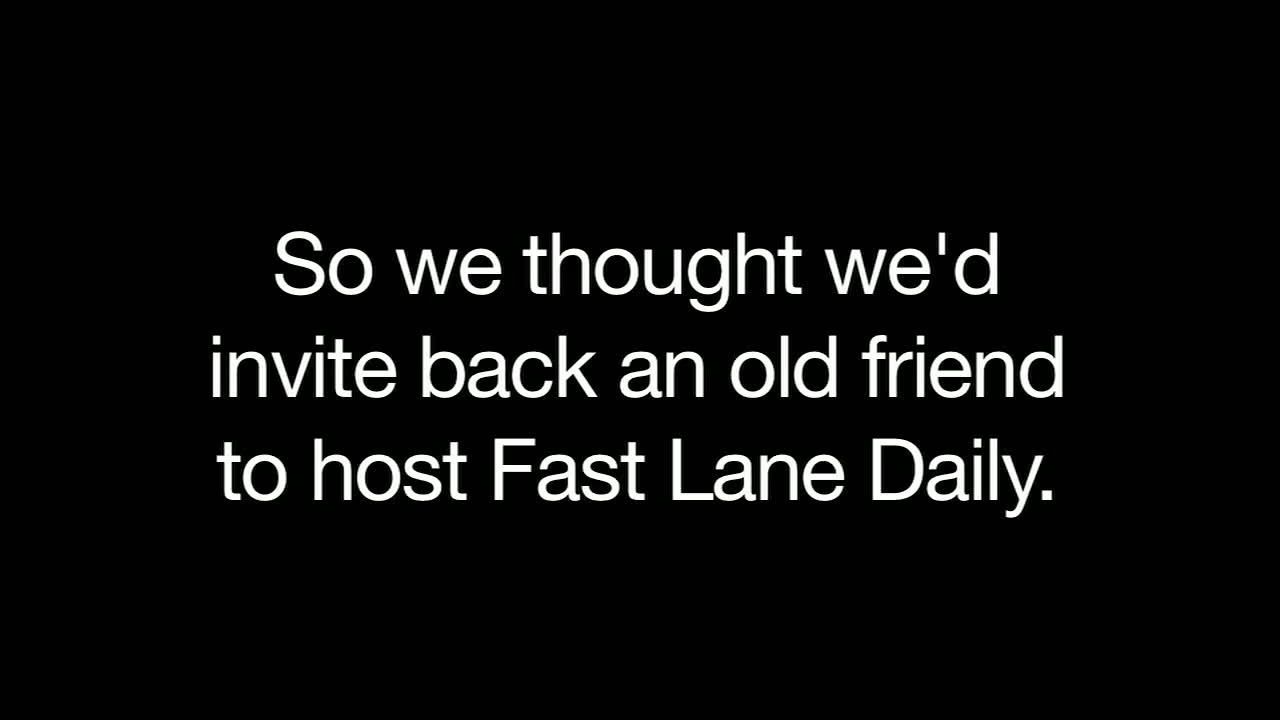 So we thought we'd
invite back an old friend
to host Fast Lane Daily.